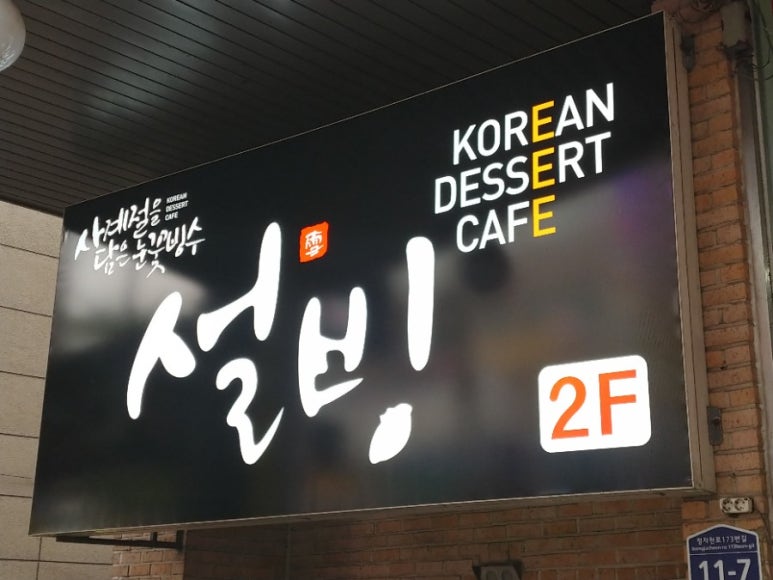 사계절을
담은 눈꽃빙수
KOREAN
DESSERT
CAFE
설빙
雪
KOREAN
DESSERT
CAFE
2F
11-7